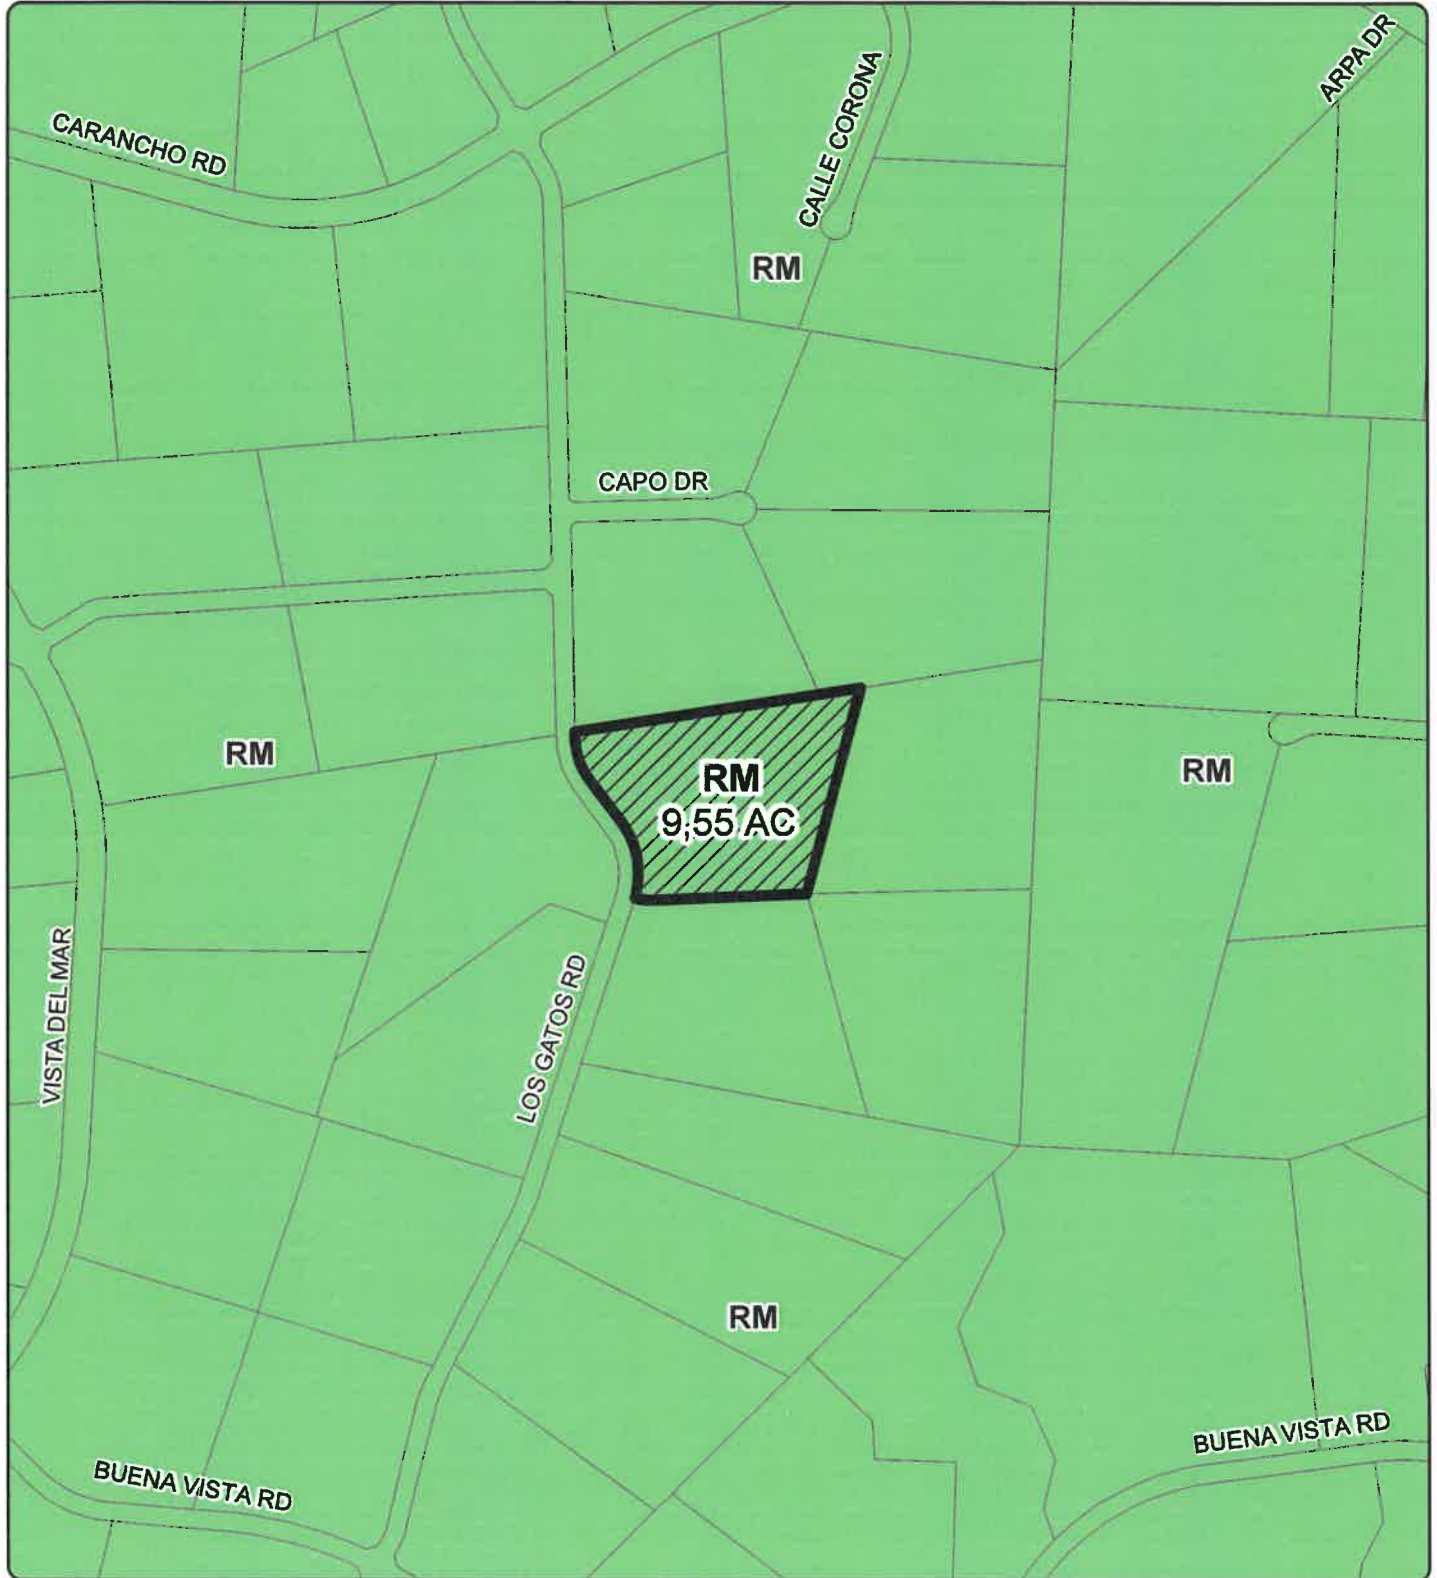 ARPA DR
CALLE CORONA
CARANCHO RD
RM
CAPO DR
RM
RM
9.55 AC
RM
VISTA DEL MAR
LOS GATOS RD
RM
BUENA VISTA RD
BUENA VISTA RD